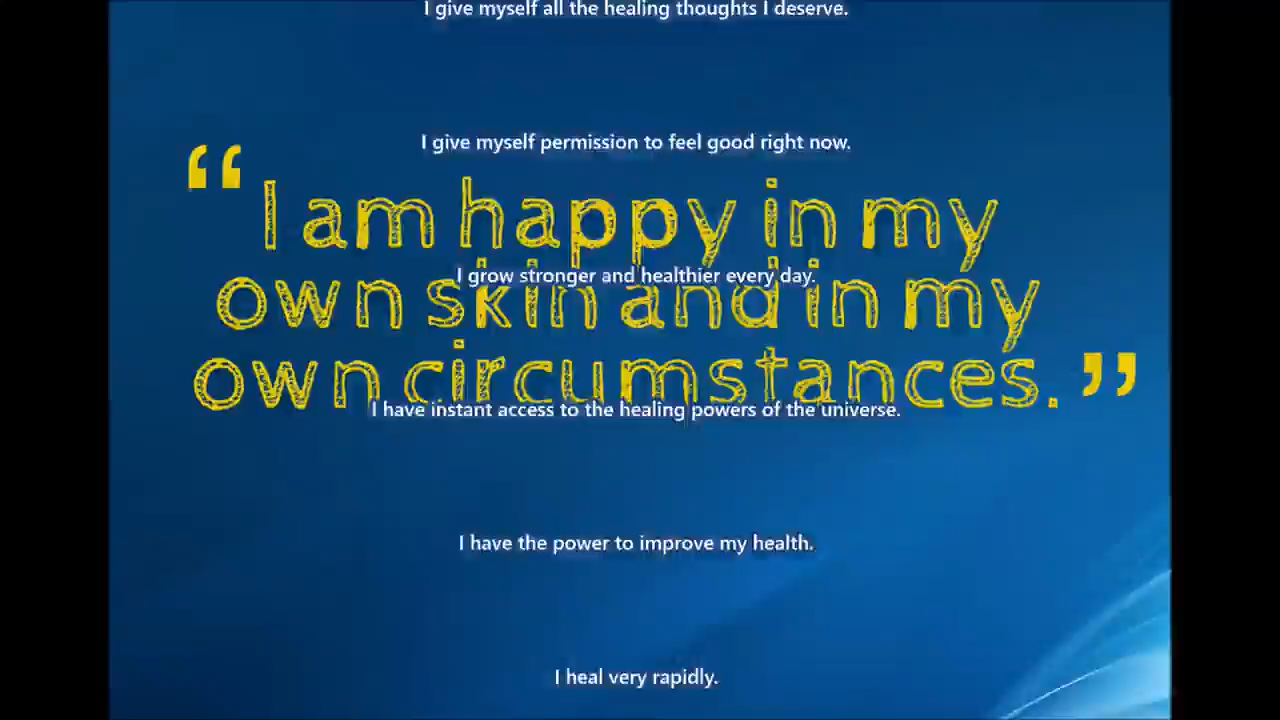 I give myself all the healing thoughts I deserve.
I give myself permission to feel good right now.
“I am happy in my
own skin and in my
own circumstances.”
I grow stronger and healthier every day.
I have instant access to the healing powers of the universe.
I have the power to improve my health.
I heal very rapidly.